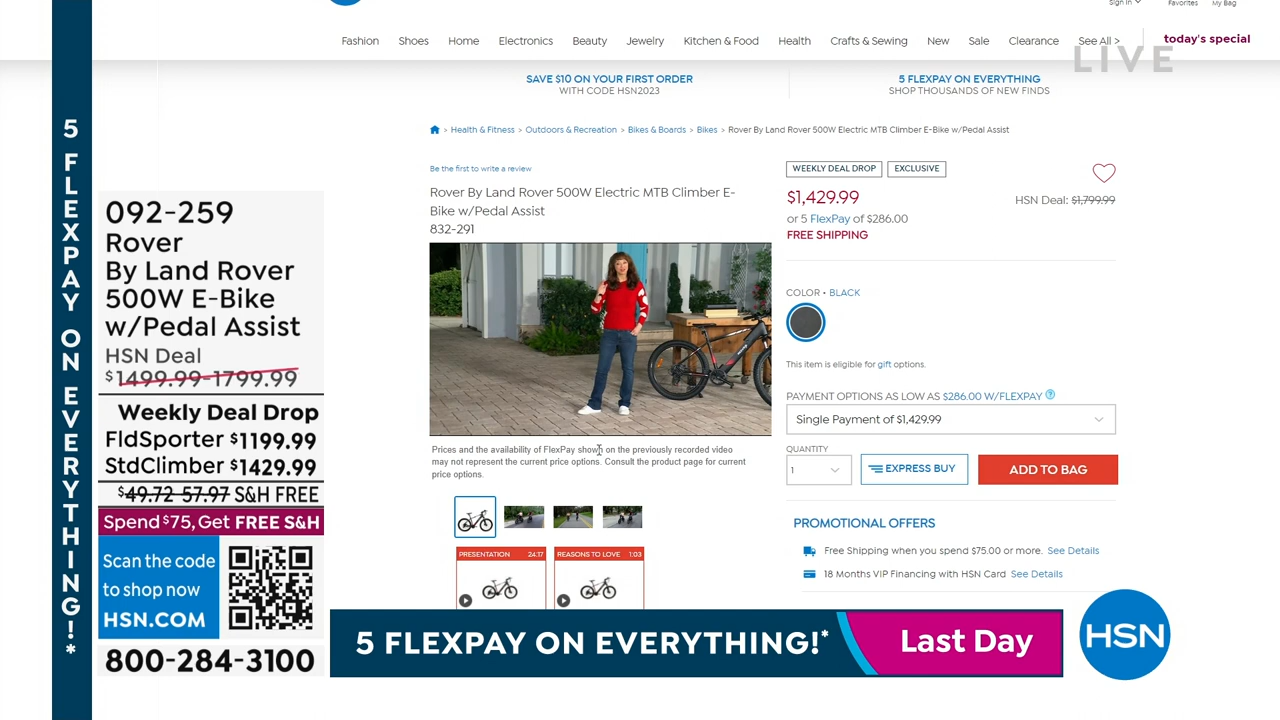 Sign In
Favorites
My Bag
Fashion
Shoes
Home
Electronics
Beauty
Jewelry
Kitchen & Food
Health
Crafts & Sewing
New
Sale
Clearance
See All >
today's special
LIVE
SAVE $10 ON YOUR FIRST ORDER
WITH CODE HSN2023
5 FLEXPAY ON EVERYTHING
SHOP THOUSANDS OF NEW FINDS
> Health & Fitness > Outdoors & Recreation > Bikes & Boards > Bikes > Rover By Land Rover 500W Electric MTB Climber E-Bike w/Pedal Assist
5 FLEXPAY ON EVERYTHING!*
092-259
Rover
By Land Rover
500W E-Bike
w/Pedal Assist
HSN Deal
$1499.99-1799.99
Weekly Deal Drop
FldSporter $1199.99
StdClimber $1429.99
$49.72-57.97 S&H FREE
Spend $75, Get FREE S&H
Scan the code
to shop now
HSN.COM
800-284-3100
Be the first to write a review
Rover By Land Rover 500W Electric MTB Climber E-
Bike w/Pedal Assist
832-291
Prices and the availability of FlexPay shown on the previously recorded video
may not represent the current price options. Consult the product page for current
price options.
PRESENTATION 24:17
REASONS TO LOVE 1:03
WEEKLY DEAL DROP
EXCLUSIVE
$1,429.99
HSN Deal: $1,799.99
or 5 FlexPay of $286.00
FREE SHIPPING
COLOR • BLACK
This item is eligible for gift options.
PAYMENT OPTIONS AS LOW AS $286.00 W/FLEXPAY ?
Single Payment of $1,429.99
QUANTITY
1
EXPRESS BUY
ADD TO BAG
PROMOTIONAL OFFERS
Free Shipping when you spend $75.00 or more. See Details
18 Months VIP Financing with HSN Card See Details
5 FLEXPAY ON EVERYTHING!*
Last Day
HSN